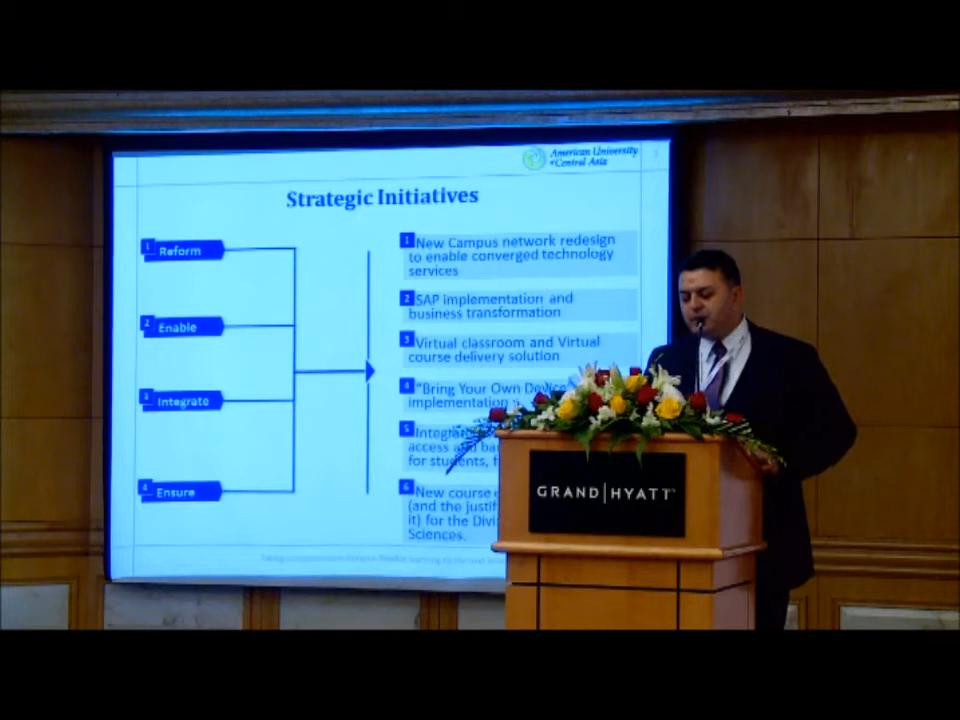 American University
of Central Asia
Strategic Initiatives
1 Reform
2 Enable
3 Integrate
4 Ensure
1 New Campus network redesign
to enable converged technology
services
2 SAP implementation and
business transformation
3 Virtual classroom and Virtual
course delivery solution
4 "Bring Your Own Device
implementation
5
access and
for students,
6 New course
(and the
it) for the
Sciences.
GRAND|HYATT